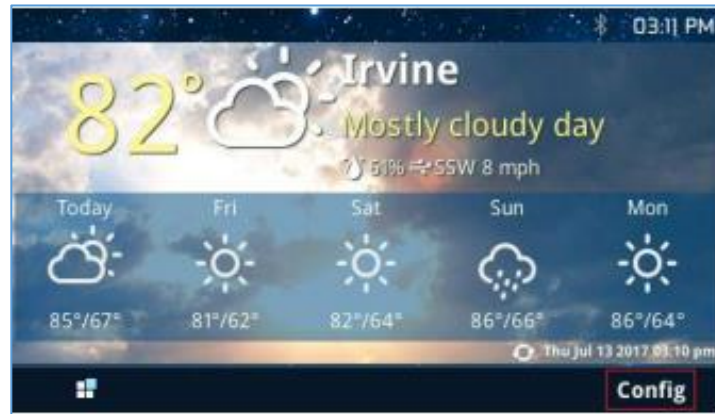 03:11 PM
82° Irvine
Mostly cloudy day
61% SSW 8 mph
Today Fri Sat Sun Mon
85°/67° 81°/62° 82°/64° 86°/66° 86°/64°
Thu Jul 13 2017 03:10 pm
Config